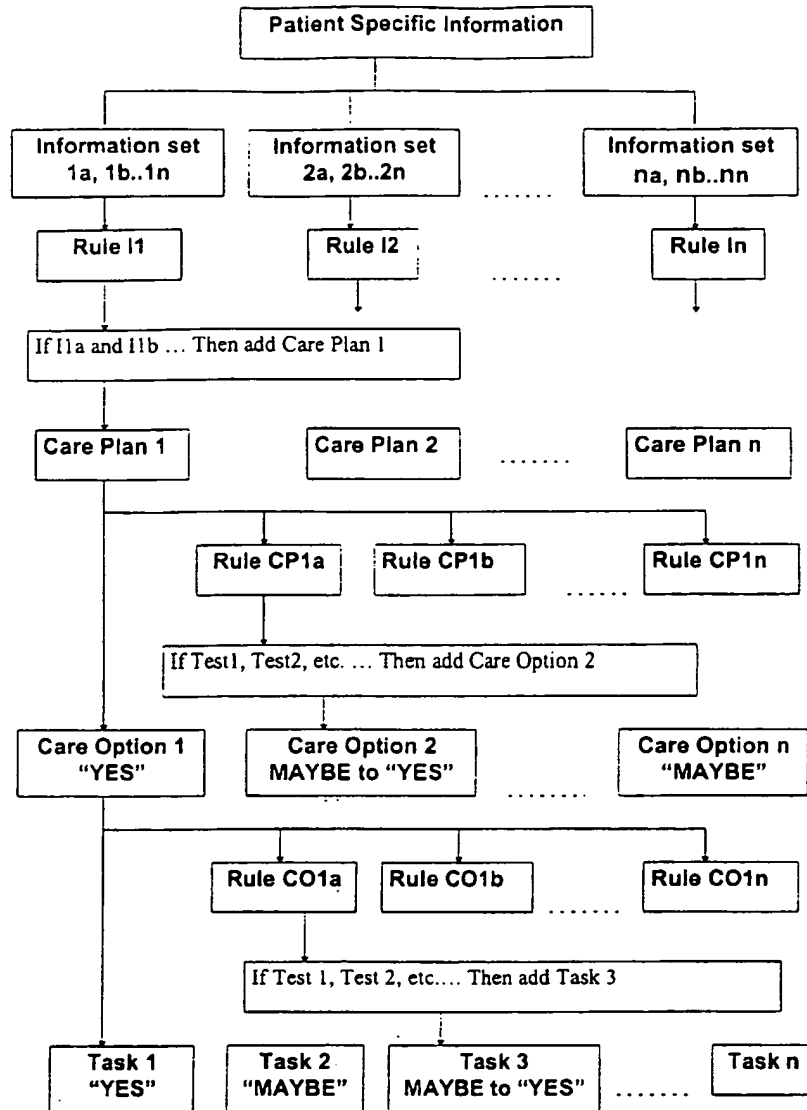 Patient Specific Information
Information set
1a, 1b..1n
Information set
2a, 2b..2n
Information set
na, nb..nn
.......
Rule I1
Rule I2
Rule In
.......
If I1a and I1b ... Then add Care Plan 1
Care Plan 1
Care Plan 2
.......
Care Plan n
Rule CP1a
Rule CP1b
......
Rule CP1n
If Test1, Test2, etc. ... Then add Care Option 2
Care Option 1
“YES”
Care Option 2
MAYBE to “YES”
.......
Care Option n
“MAYBE”
Rule CO1a
Rule CO1b
.......
Rule CO1n
If Test 1, Test 2, etc.... Then add Task 3
Task 1
“YES”
Task 2
“MAYBE”
Task 3
MAYBE to “YES”
.......
Task n